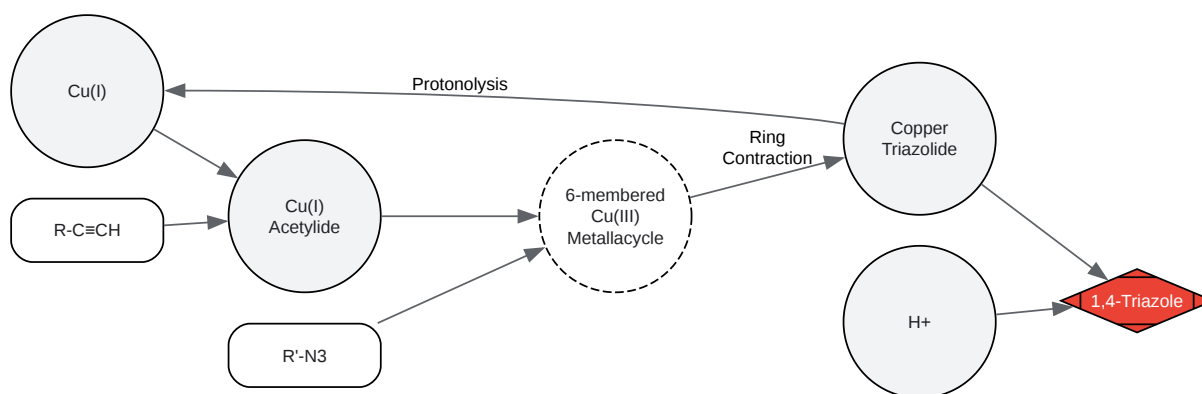 Cu(I)
R-C≡CH
Cu(I)
Acetylide
R'-N3
Protonolysis
6-membered
Cu(III)
Metallacycle
Ring
Contraction
Copper
Triazolide
H+
1,4-Triazole